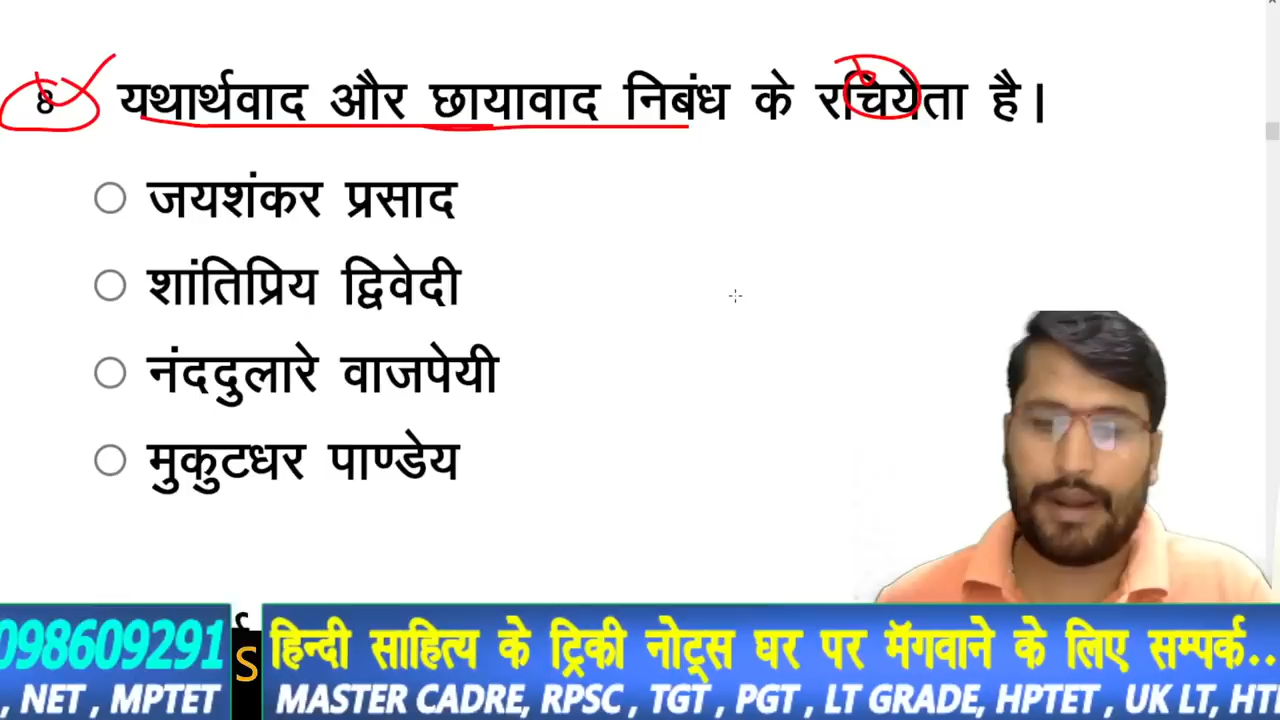 8 यथार्थवाद और छायावाद निबंध के रचियेता है।
जयशंकर प्रसाद
शांतिप्रिय द्विवेदी
नंददुलारे वाजपेयी
मुकुटधर पाण्डेय
098609291 हिन्दी साहित्य के ट्रिकी नोट्स घर पर मॅगवाने के लिए सम्पर्क..
S
, NET , MPTET MASTER CADRE, RPSC , TGT , PGT , LT GRADE, HPTET , UK LT,